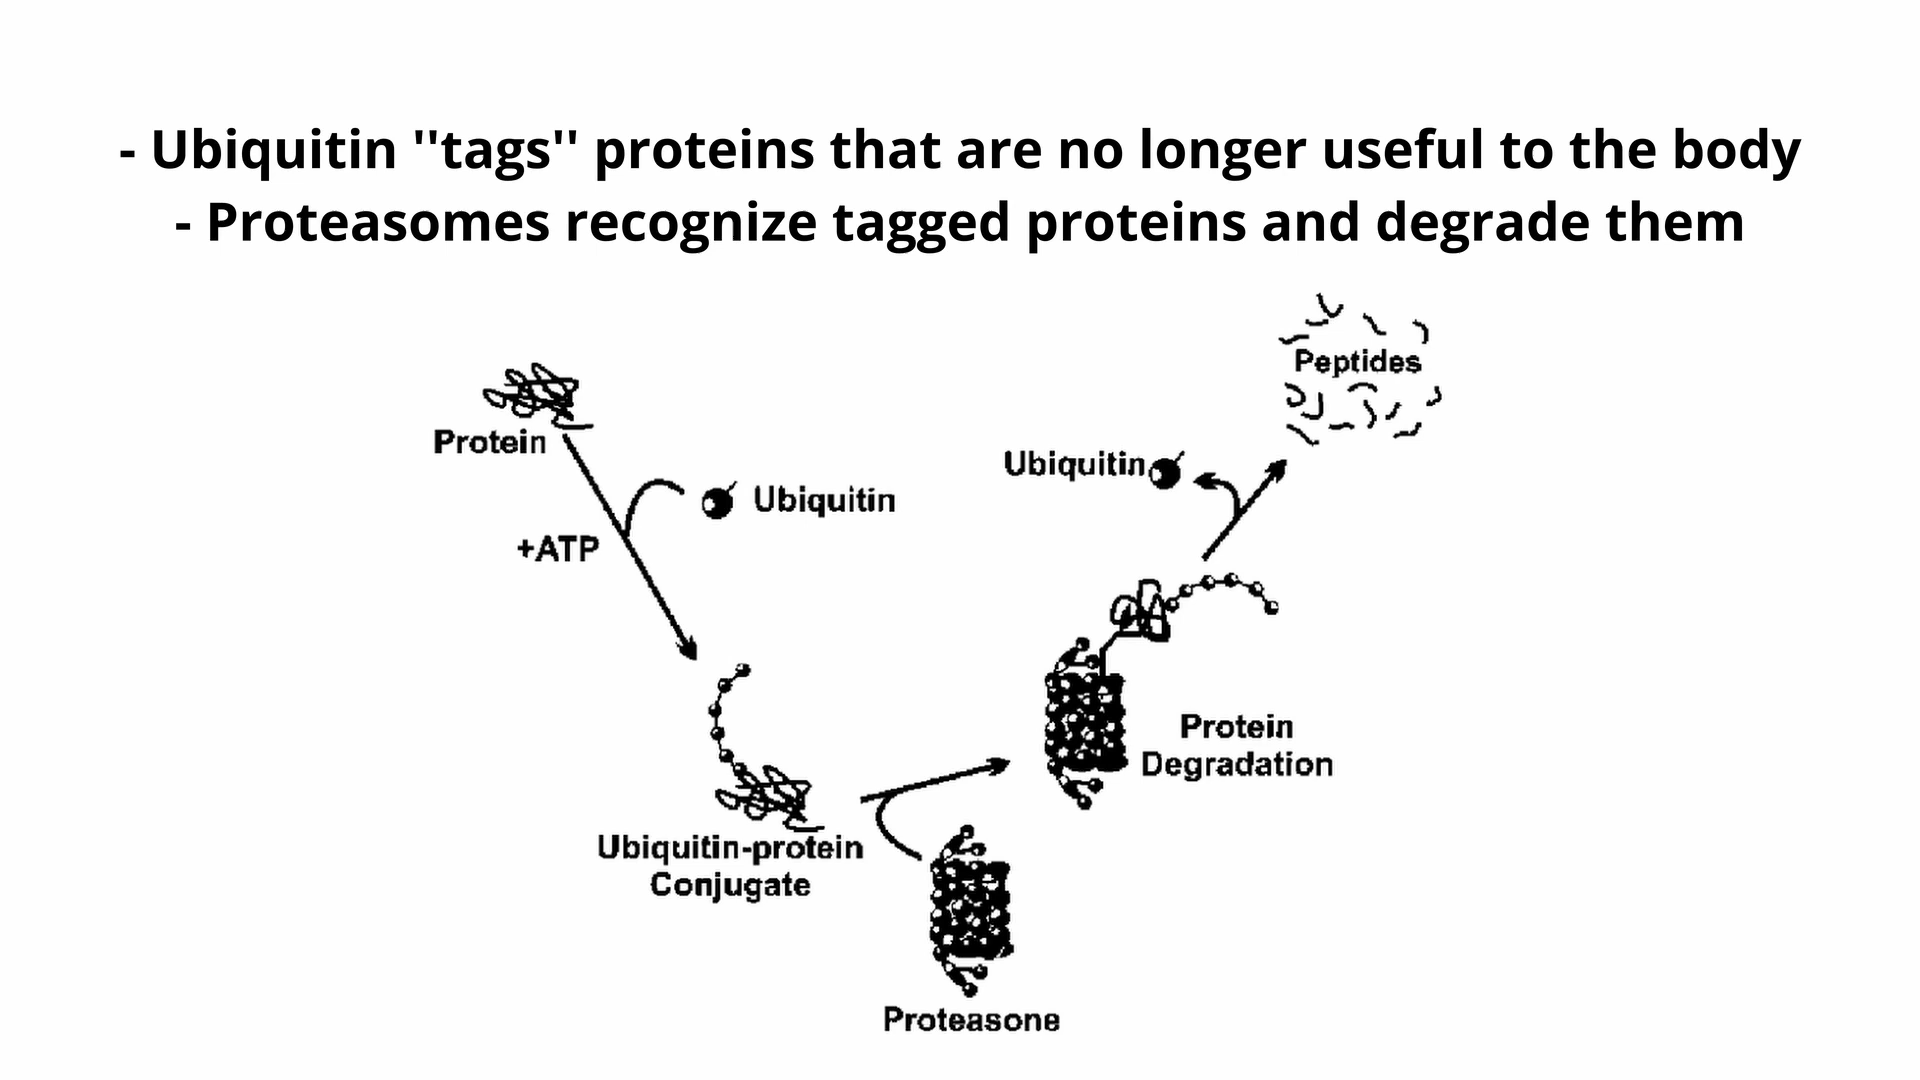 - Ubiquitin ''tags'' proteins that are no longer useful to the body
- Proteasomes recognize tagged proteins and degrade them
Peptides
Protein
Ubiquitin
Ubiquitin
+ATP
Protein
Degradation
Ubiquitin-protein
Conjugate
Proteasone